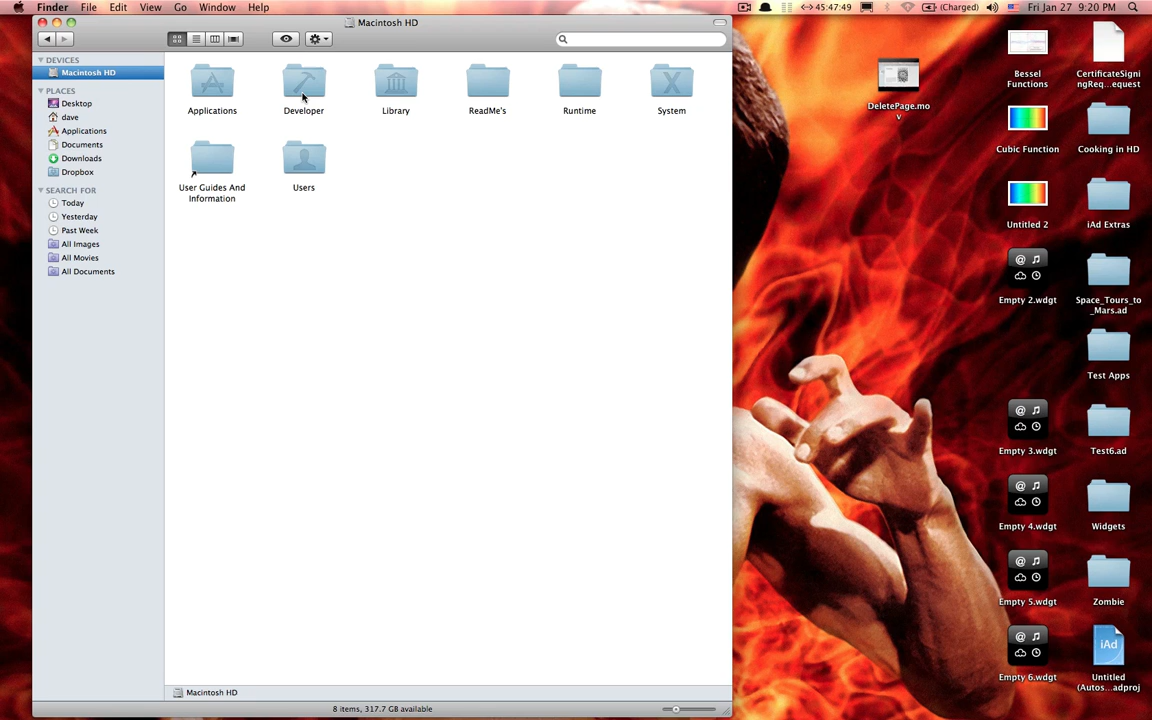 Finder File Edit View Go Window Help
45:47:49 (Charged) Fri Jan 27 9:20 PM
Macintosh HD
DEVICES
Macintosh HD
PLACES
Desktop
dave
Applications
Documents
Downloads
Dropbox
SEARCH FOR
Today
Yesterday
Past Week
All Images
All Movies
All Documents
Applications
Developer
Library
ReadMe's
Runtime
System
User Guides And
Information
Users
Macintosh HD
8 items, 317.7 GB available
DeletePage.mo
v
Bessel
Functions
CertificateSigni
ngReq...equest
Cubic Function
Cooking in HD
Untitled 2
iAd Extras
Empty 2.wdgt
Space_Tours_to
_Mars.ad
Test Apps
Empty 3.wdgt
Test6.ad
Empty 4.wdgt
Widgets
Empty 5.wdgt
Zombie
Empty 6.wdgt
iAd
Untitled
(Autos...adproj